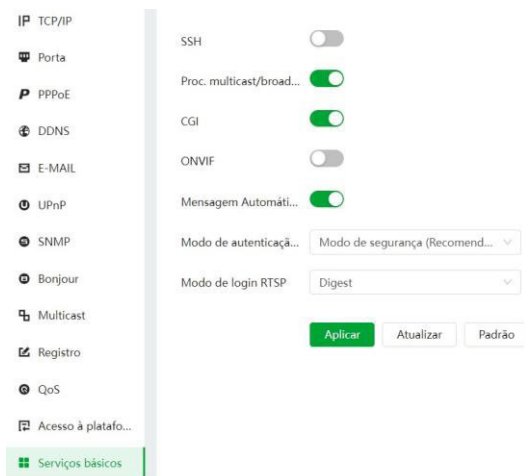 IP TCP/IP
Porta
P PPPoE
DDNS
E-MAIL
UPnP
SNMP
Bonjour
Multicast
Registro
QoS
Acesso à platafo...
Serviços básicos
SSH
Proc. multicast/broad...
CGI
ONVIF
Mensagem Automáti...
Modo de autenticaçã... Modo de segurança (Recomend...
Modo de login RTSP Digest
Aplicar Atualizar Padrão